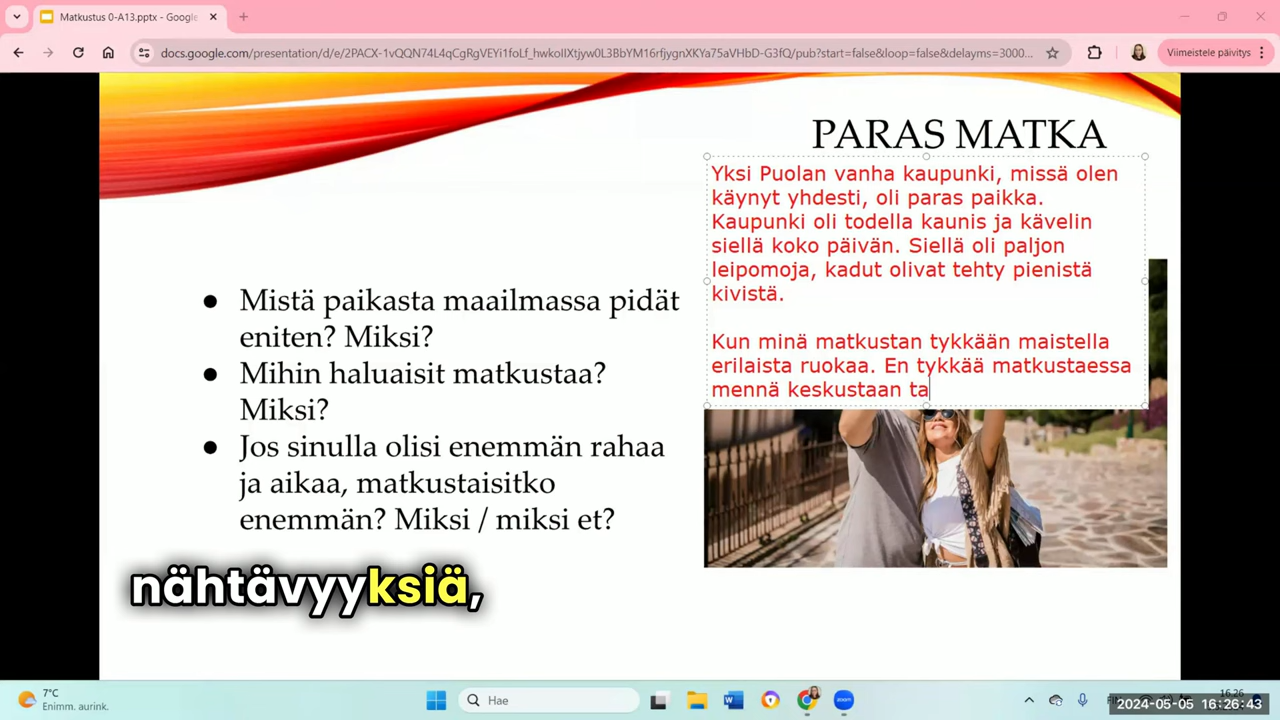 Matkustus 0-A13.pptx - Google
docs.google.com/presentation/d/e/2PACX-1vQQN74L4qCgRgVEYi1foLf_hwkoIIXtjyw0L3BbYM16rfjygnXKYa75aVHbD-G3fQ/pub?start=false&loop=false&delayms=3000...
Viimeistele päivitys
PARAS MATKA
Yksi Puolan vanha kaupunki, missä olen
käynyt yhdesti, oli paras paikka.
Kaupunki oli todella kaunis ja kävelin
siellä koko päivän. Siellä oli paljon
leipomoja, kadut olivat tehty pienistä
kivistä.
Kun minä matkustan tykkään maistella
erilaista ruokaa. En tykkää matkustaessa
mennä keskustaan ta
● Mistä paikasta maailmassa pidät
eniten? Miksi?
● Mihin haluaisit matkustaa?
Miksi?
● Jos sinulla olisi enemmän rahaa
ja aikaa, matkustaisitko
enemmän? Miksi / miksi et?
nähtävyyksiä,
7°C
Enimm. aurink.
Hae
zoom
16.26
2024-05-05 16:26:43